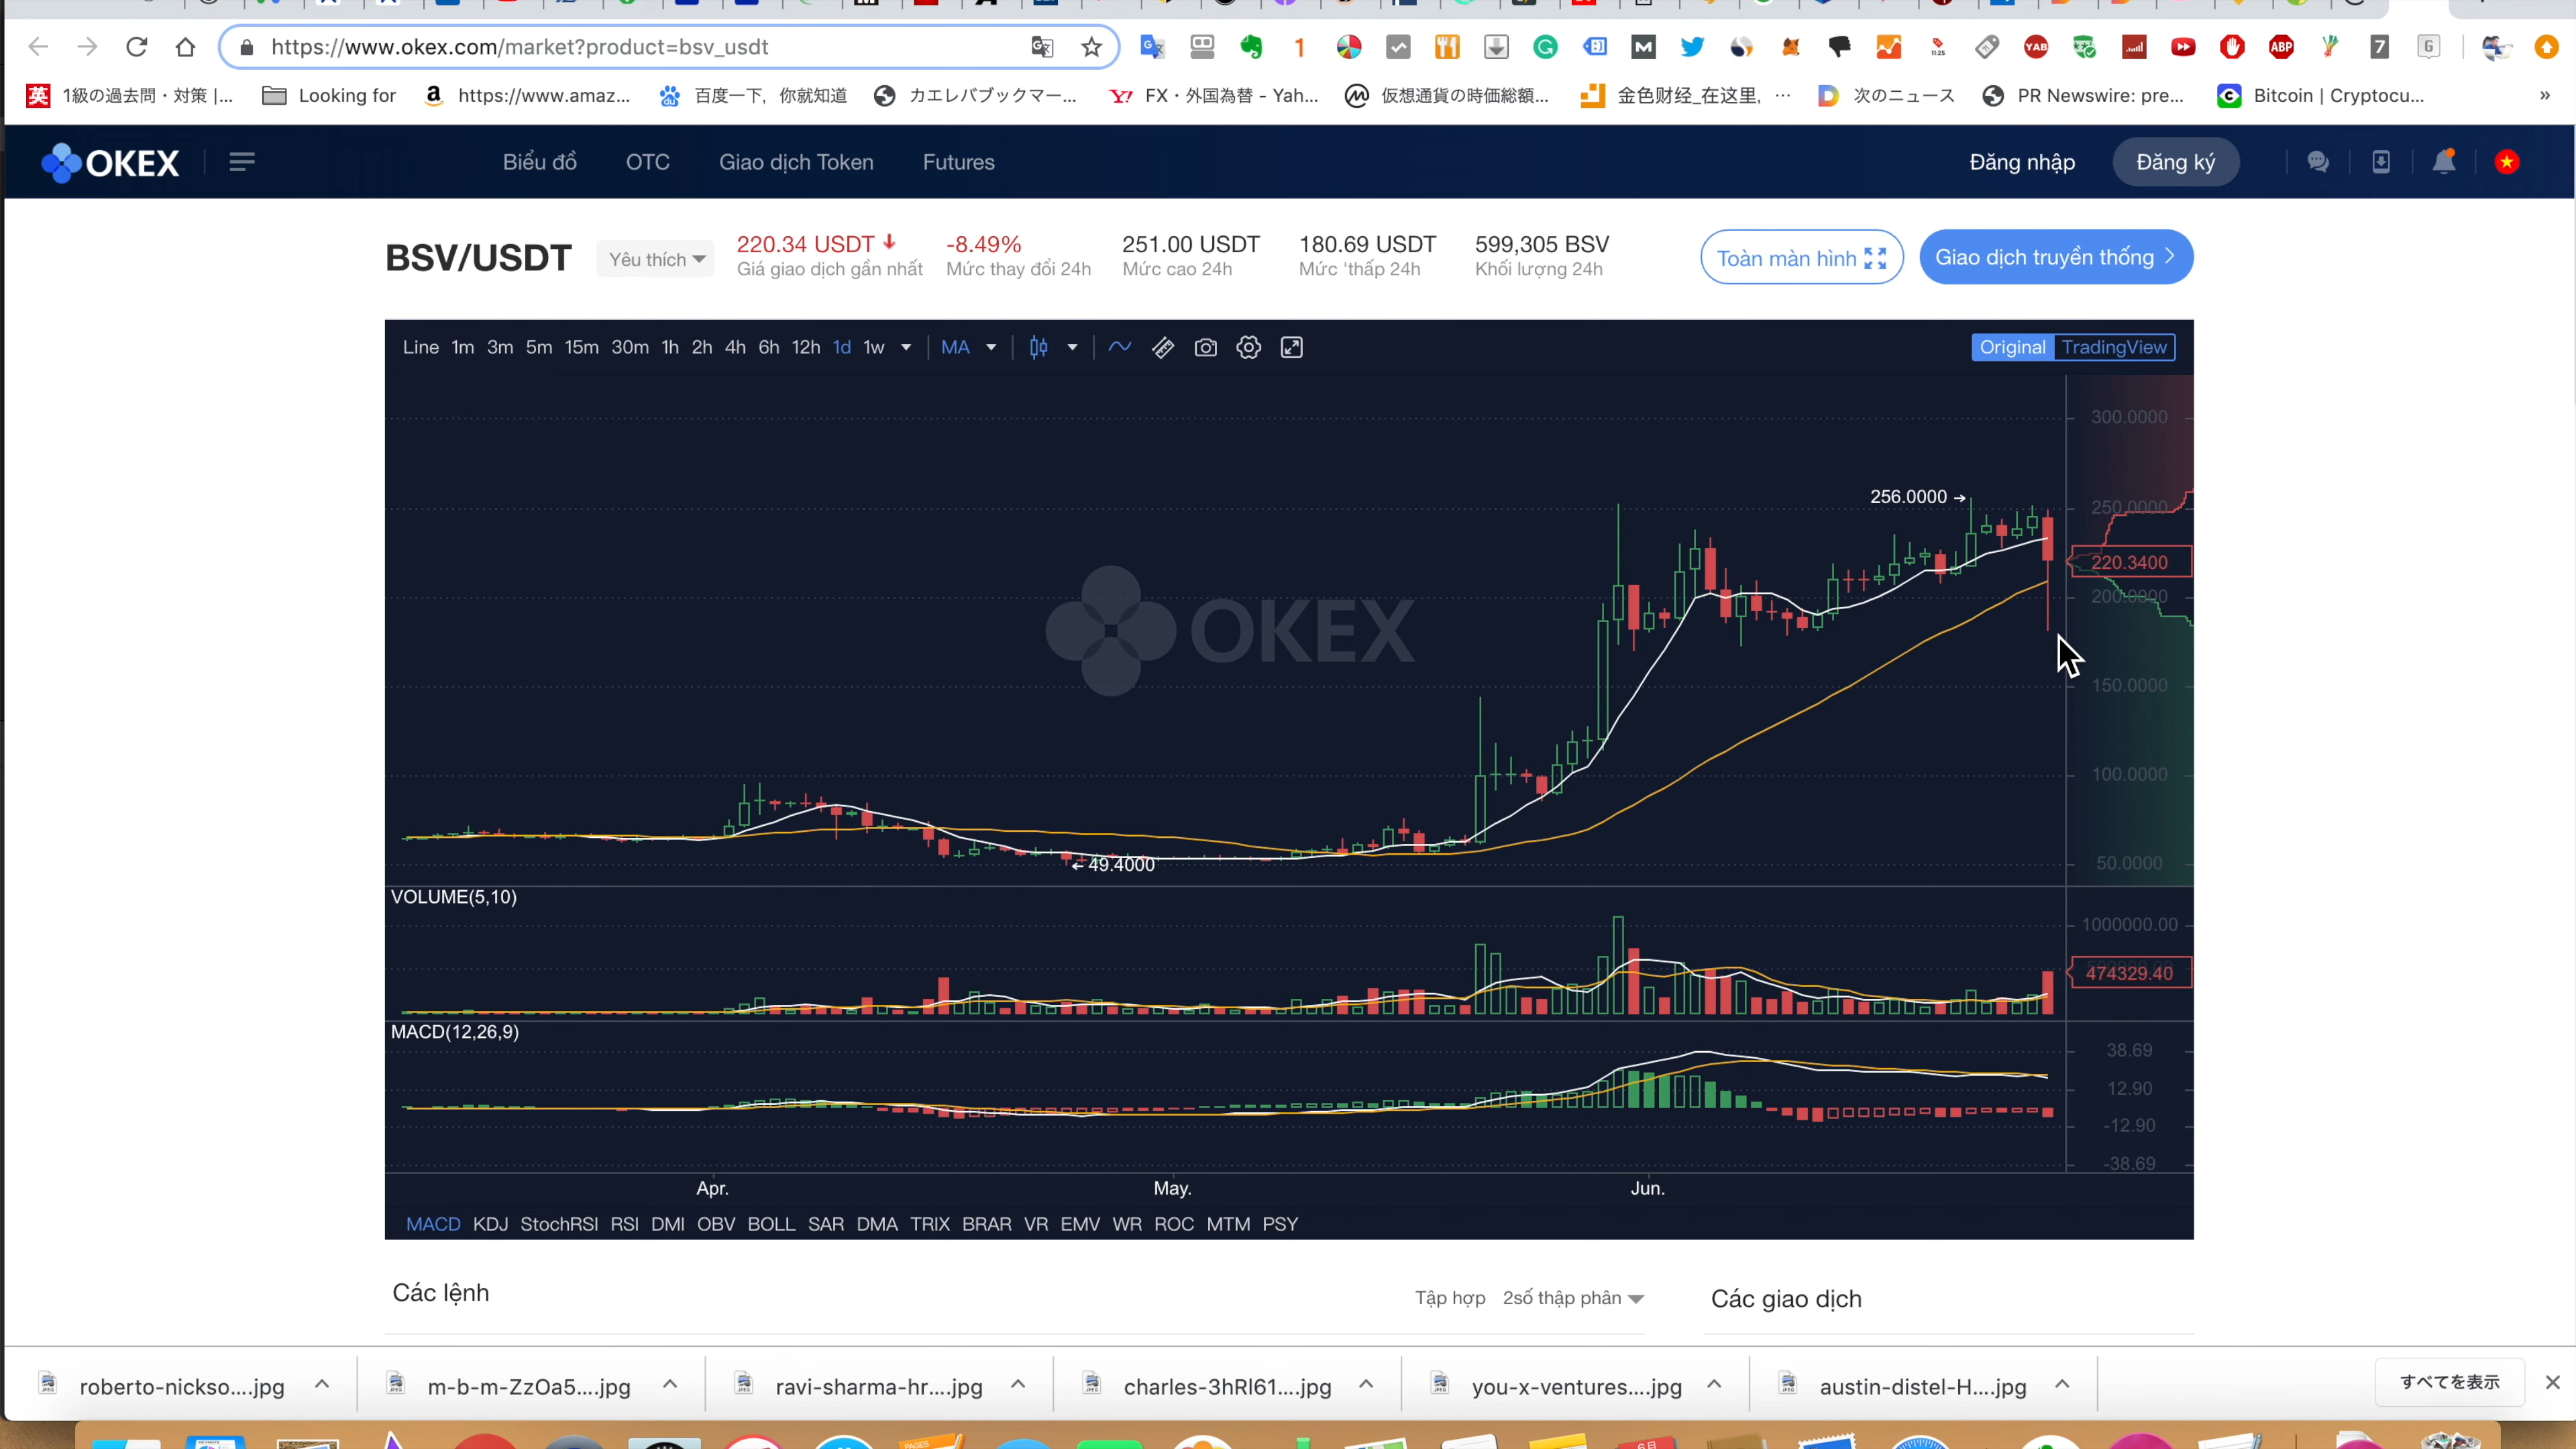 https://www.okex.com/market?product=bsv_usdt
英 1級の過去問・対策 |... Looking for a https://www.amaz... 百度一下，你就知道 カエレバブックマー... Y! FX・外国為替 - Yah... 仮想通貨の時価総額... 金色财经_在这里， ... 次のニュース PR Newswire: pre... Bitcoin | Cryptocu... »
OKEX Biểu đồ OTC Giao dịch Token Futures Đăng nhập Đăng ký
BSV/USDT Yêu thích 220.34 USDT -8.49% 251.00 USDT 180.69 USDT 599,305 BSV Toàn màn hình Giao dịch truyền thống
Giá giao dịch gần nhất Mức thay đổi 24h Mức cao 24h Mức 'thấp 24h Khối lượng 24h
Line 1m 3m 5m 15m 30m 1h 2h 4h 6h 12h 1d 1w MA Original TradingView
300.0000
256.0000
250.0000
220.3400
200.0000
OKEX
150.0000
100.0000
49.4000
50.0000
VOLUME(5,10)
1000000.00
474329.40
MACD(12,26,9)
38.69
12.90
-12.90
-38.69
Apr. May. Jun.
MACD KDJ StochRSI RSI DMI OBV BOLL SAR DMA TRIX BRAR VR EMV WR ROC MTM PSY
Các lệnh Tập hợp 2số thập phân Các giao dịch
roberto-nickso....jpg m-b-m-ZzOa5....jpg ravi-sharma-hr....jpg charles-3hRl61....jpg you-x-ventures....jpg austin-distel-H....jpg すべてを表示
PAGES 6月